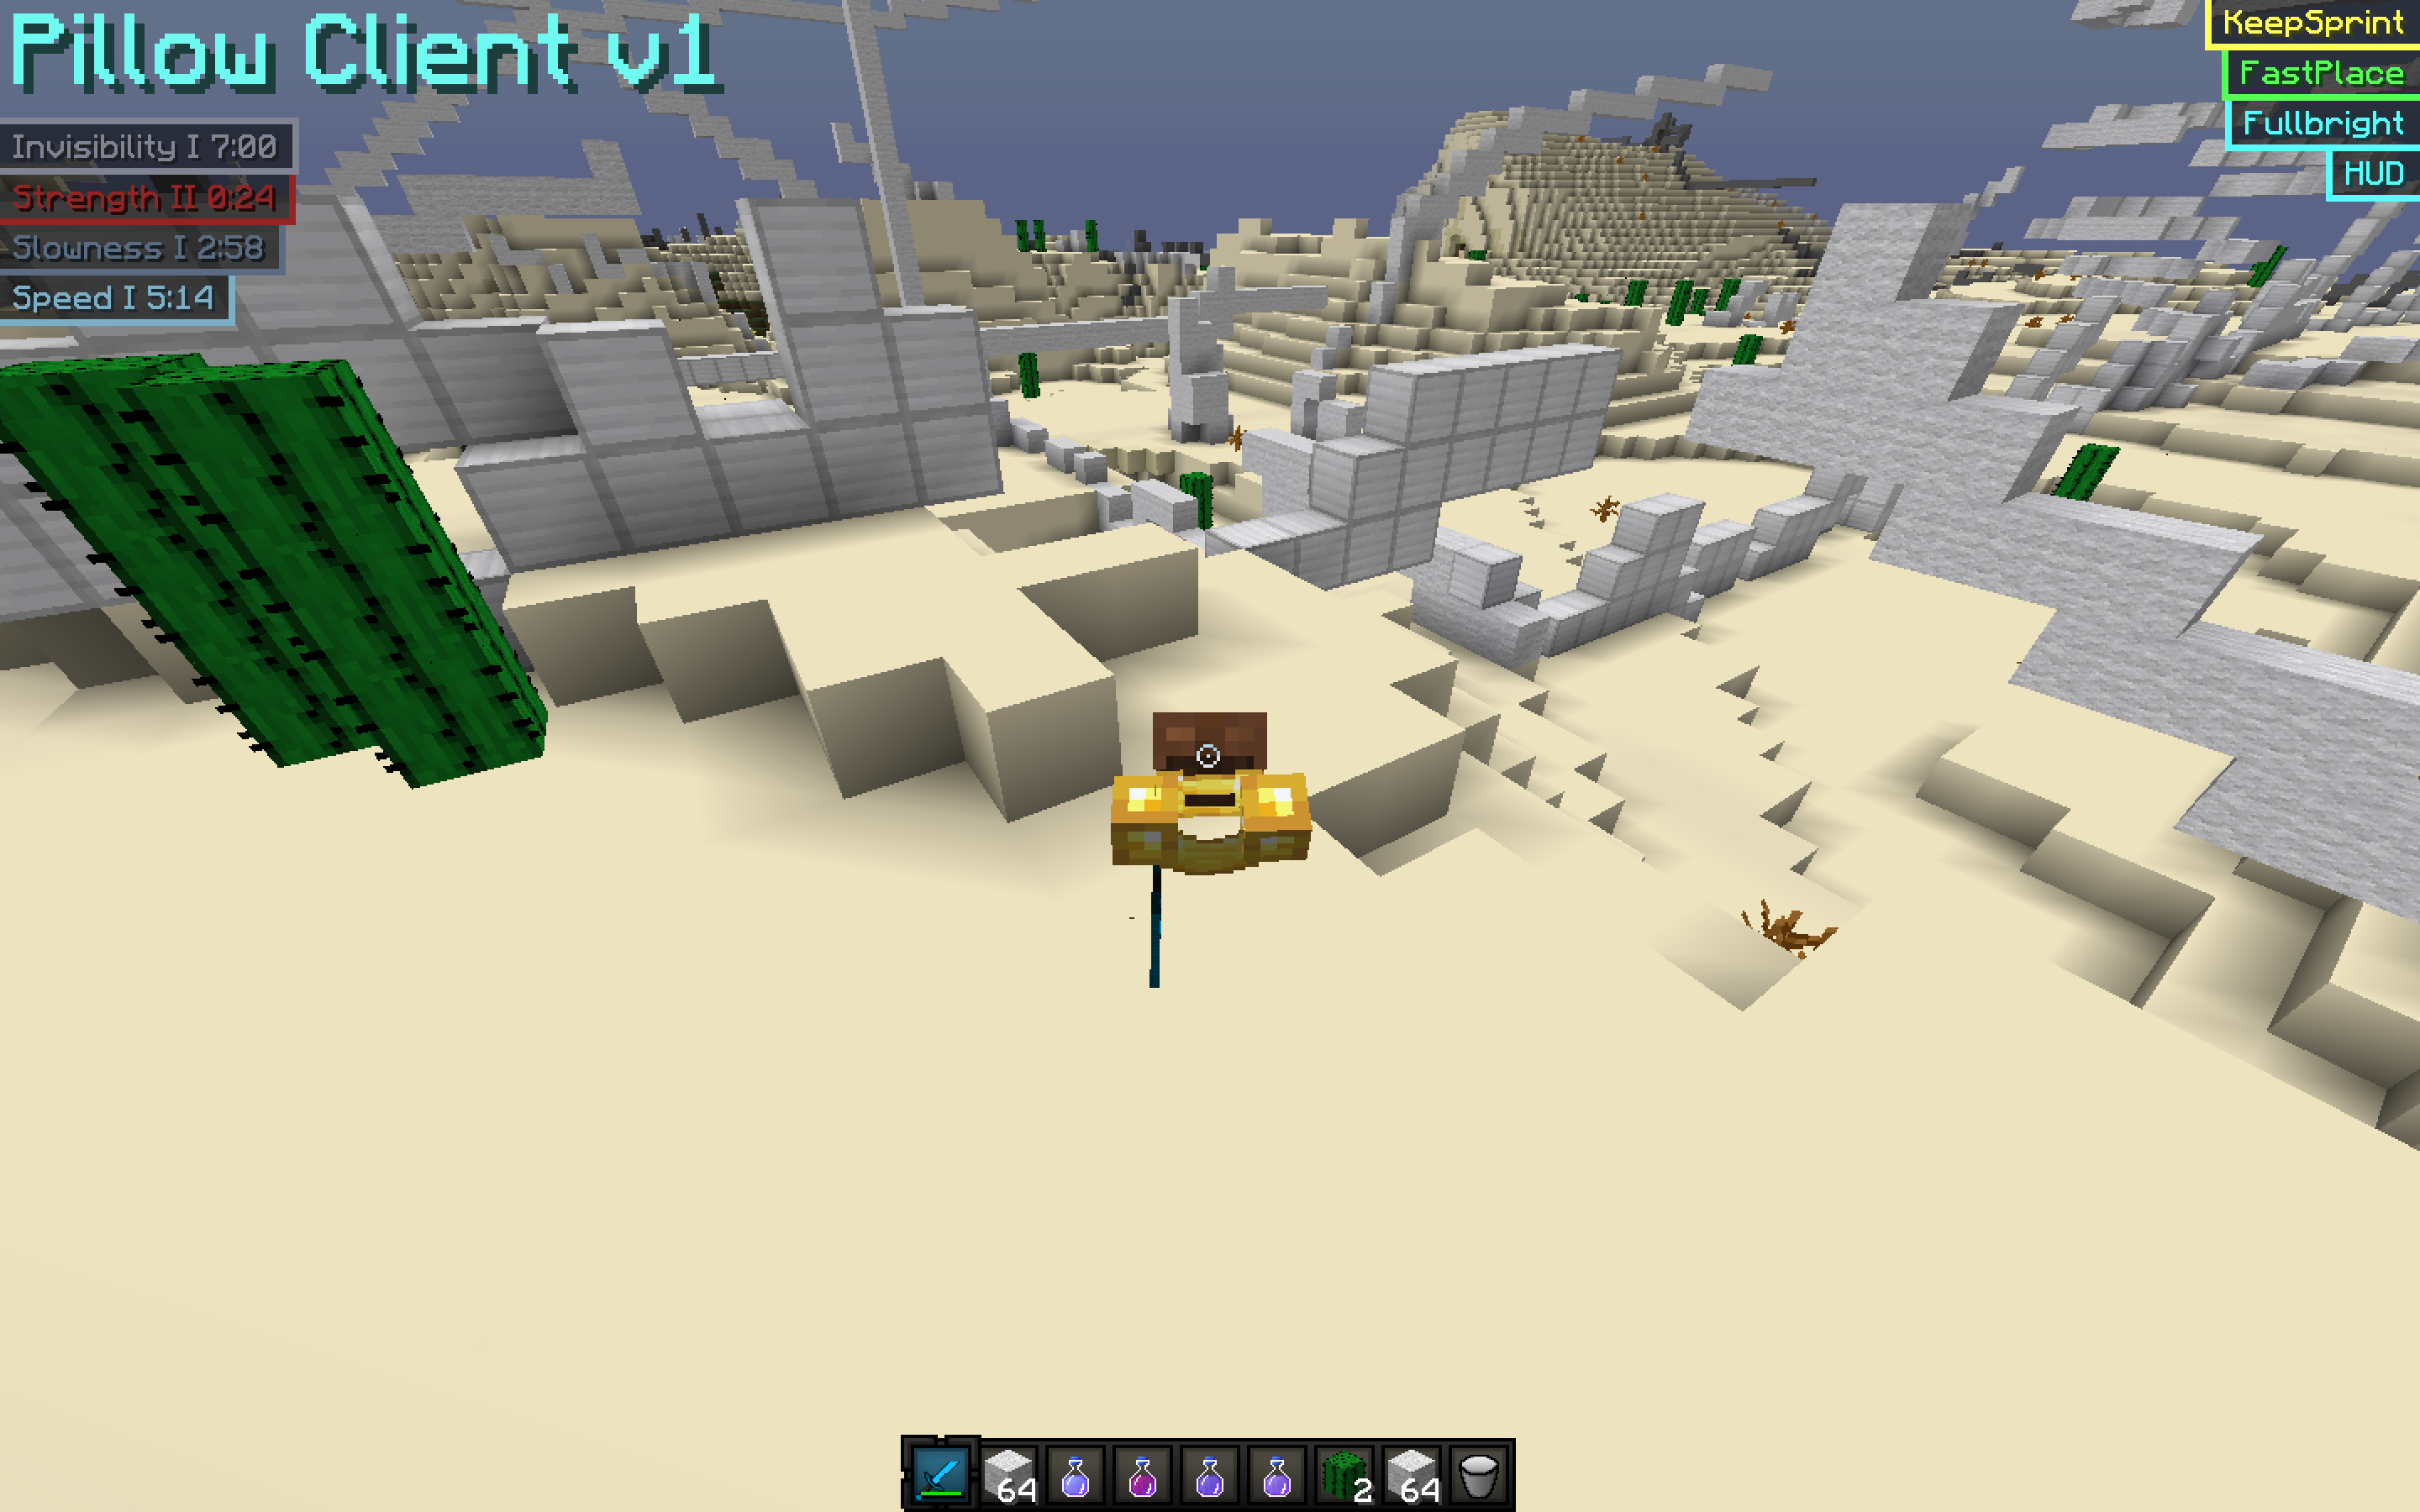 Pillow Client v1
Invisibility I 7:00
Strength II 0:24
Slowness I 2:58
Speed I 5:14
KeepSprint
FastPlace
Fullbright
HUD
64
2
64